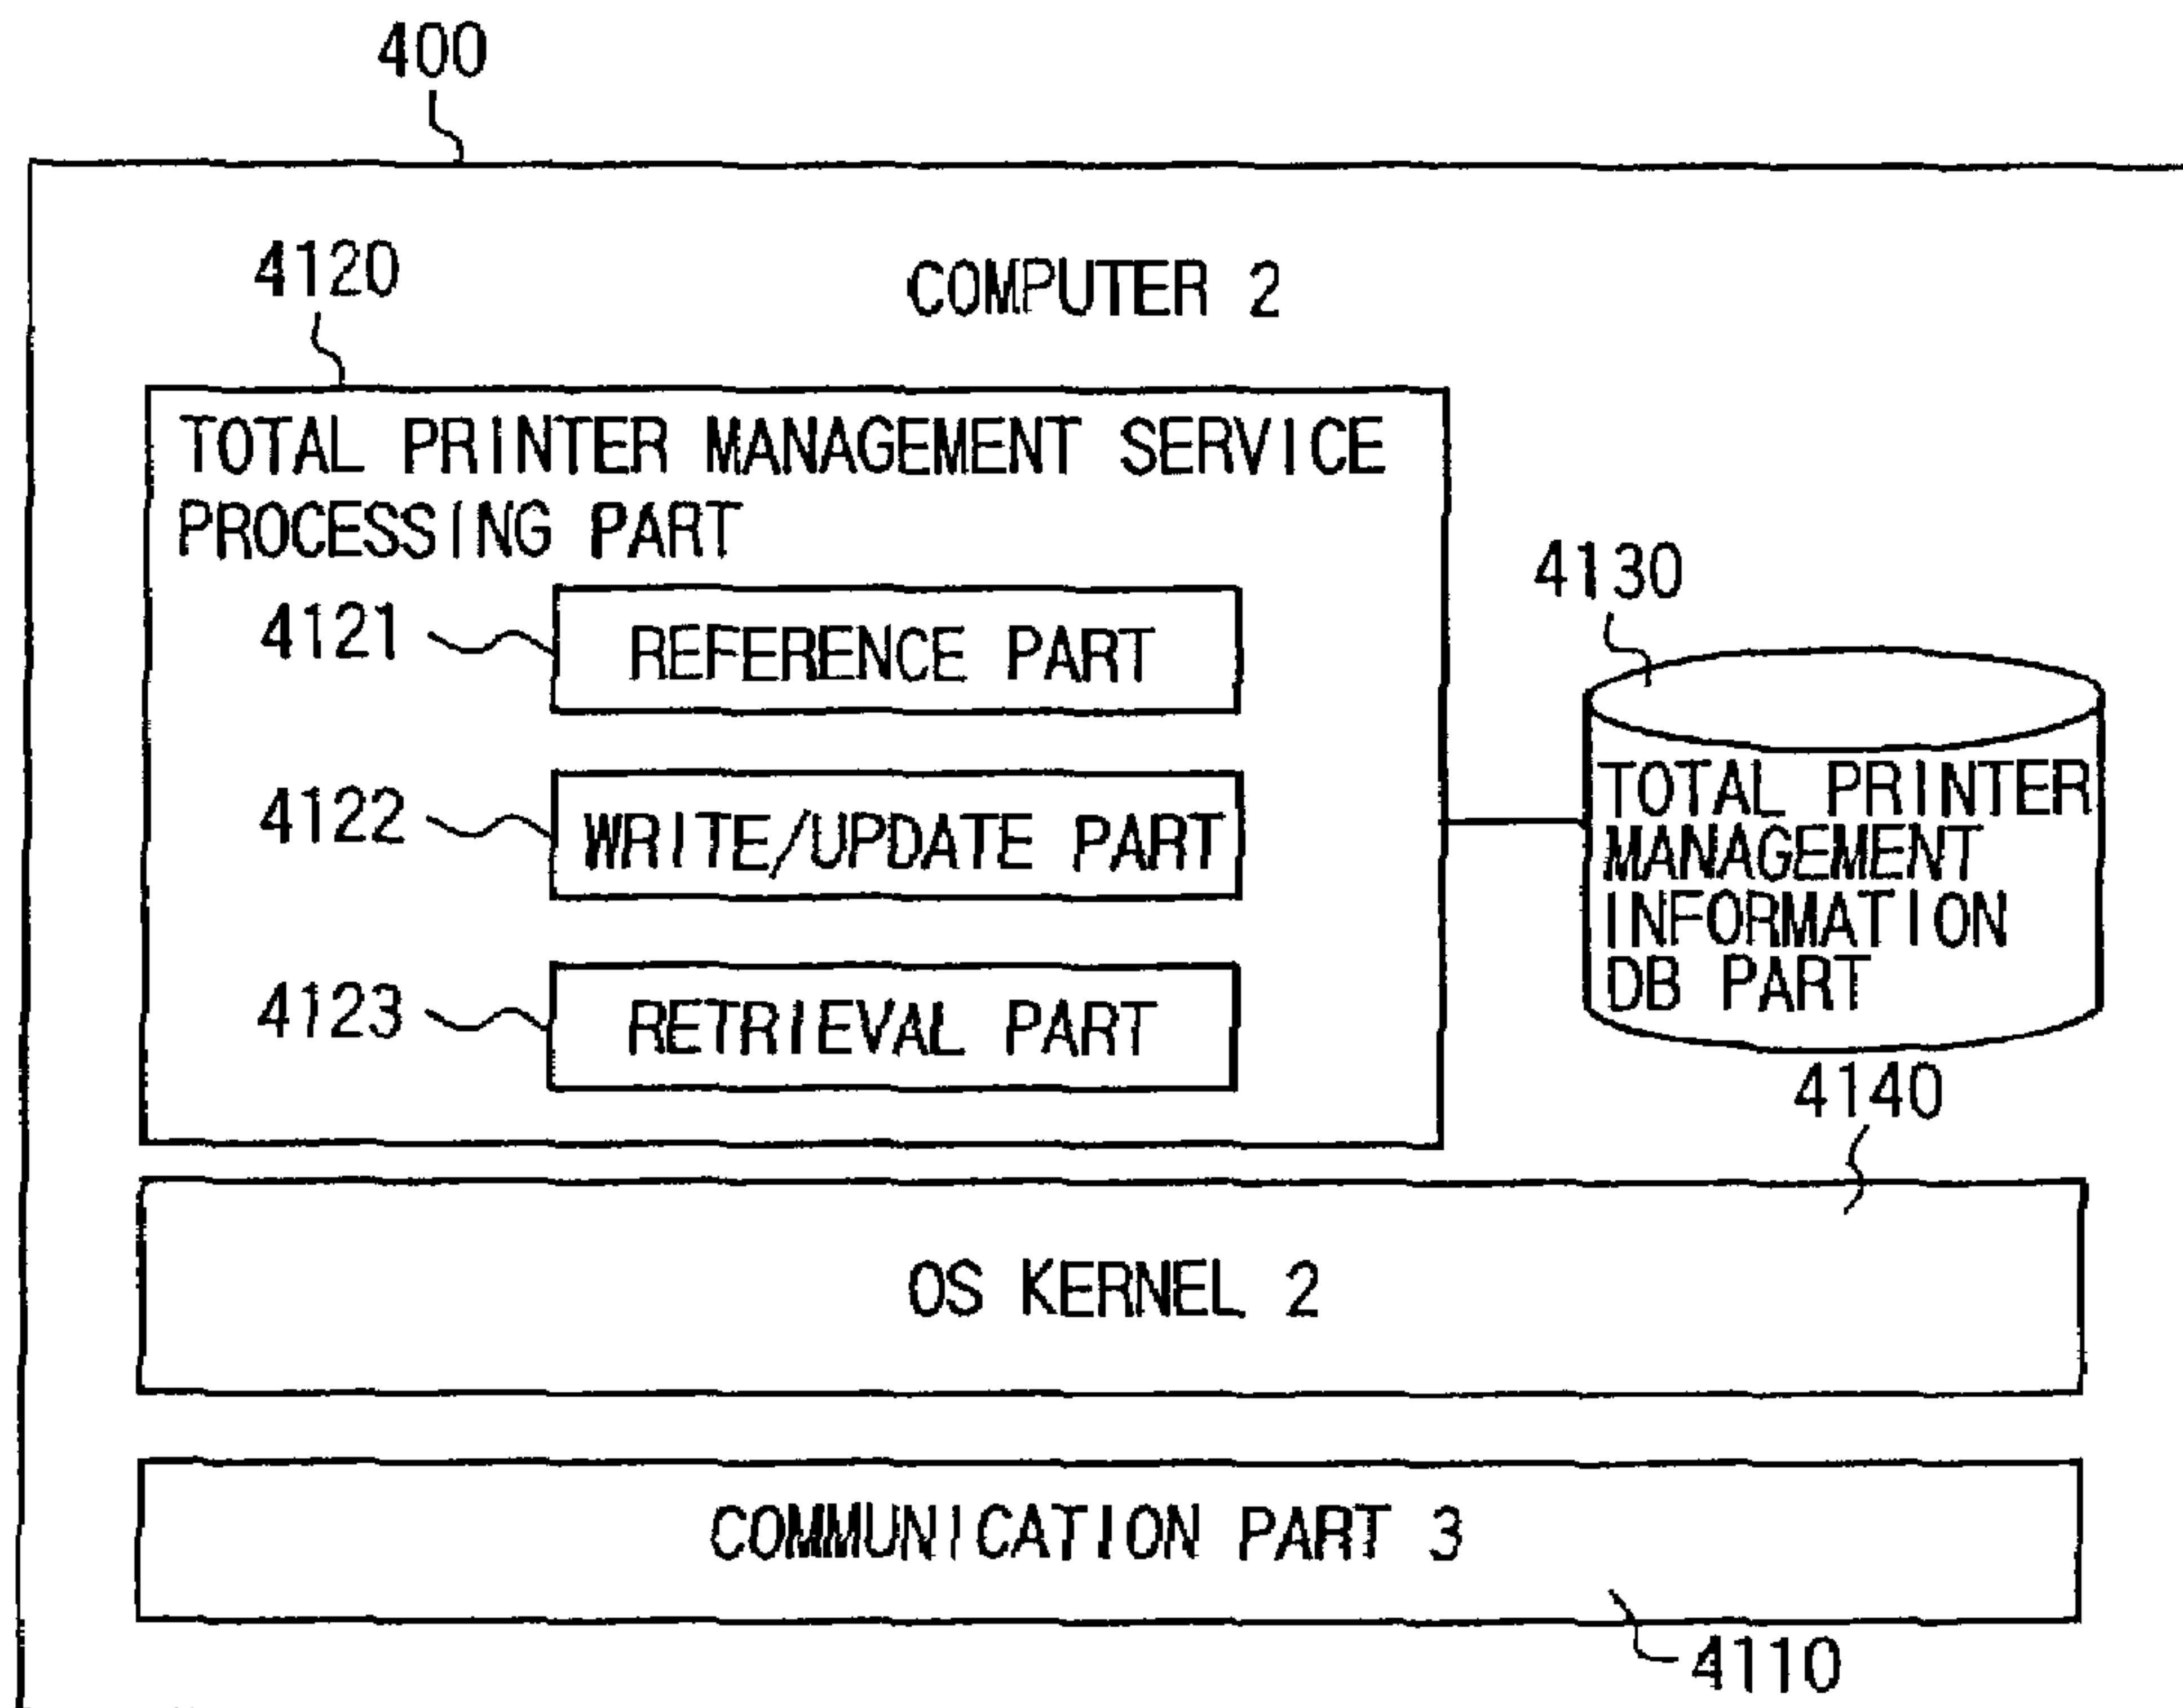 400
4120
COMPUTER 2
TOTAL PRINTER MANAGEMENT SERVICE
PROCESSING PART
4121
REFERENCE PART
4122
WRITE/UPDATE PART
4123
RETRIEVAL PART
4130
TOTAL PRINTER
MANAGEMENT
INFORMATION
DB PART
4140
OS KERNEL 2
COMMUNICATION PART 3
4110